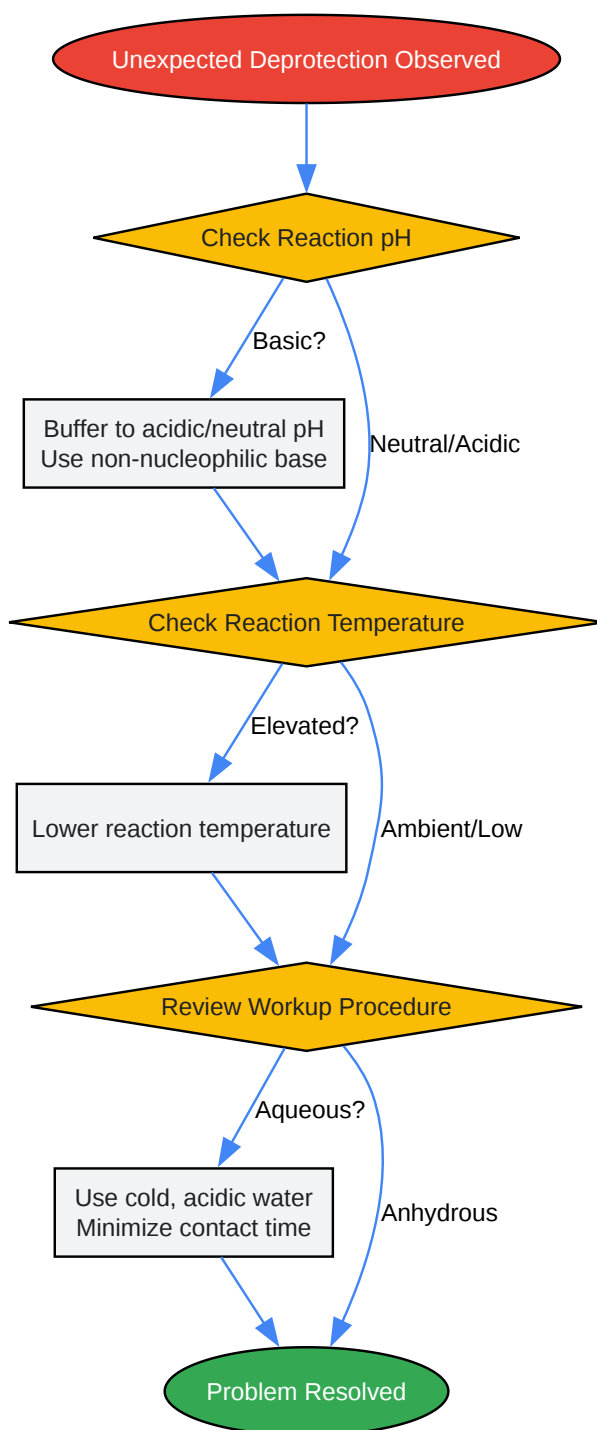 Unexpected Deprotection Observed
Check Reaction pH
Basic?
Buffer to acidic/neutral pH
Use non-nucleophilic base
Neutral/Acidic
Check Reaction Temperature
Elevated?
Lower reaction temperature
Ambient/Low
Review Workup Procedure
Aqueous?
Use cold, acidic water
Minimize contact time
Anhydrous
Problem Resolved